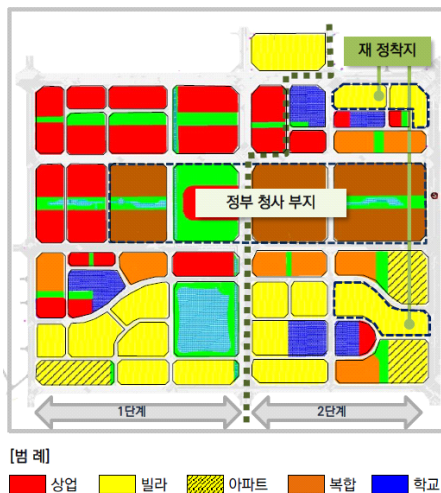 재 정착지
정부 청사 부지
1단계
2단계
[범 례]
상업
빌라
아파트
복합
학교